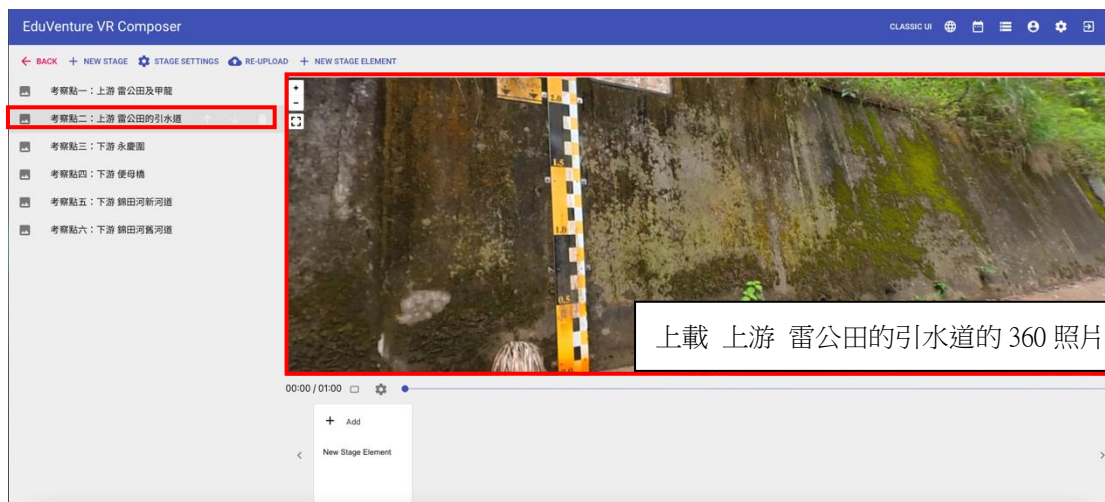 EduVenture VR Composer
CLASSIC UI
BACK + NEW STAGE STAGE SETTINGS RE-UPLOAD + NEW STAGE ELEMENT
考察點一：上游 雷公田及甲龍
考察點二：上游 雷公田的引水道
考察點三：下游 永慶圍
考察點四：下游 便母橋
考察點五：下游 錦田河新河道
考察點六：下游 錦田河舊河道
+
-
2.0
1.5
1.0
0.5
上載 上游 雷公田的引水道的 360 照片
00:00 / 01:00
+ Add
New Stage Element